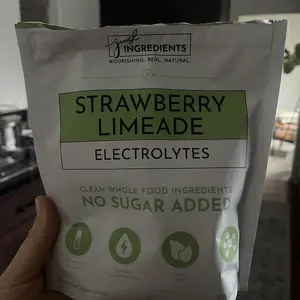 just
INGREDIENTS
NOURISHING. REAL. NATURAL.
STRAWBERRY
LIMEADE
ELECTROLYTES
CLEAN WHOLE FOOD INGREDIENTS
NO SUGAR ADDED